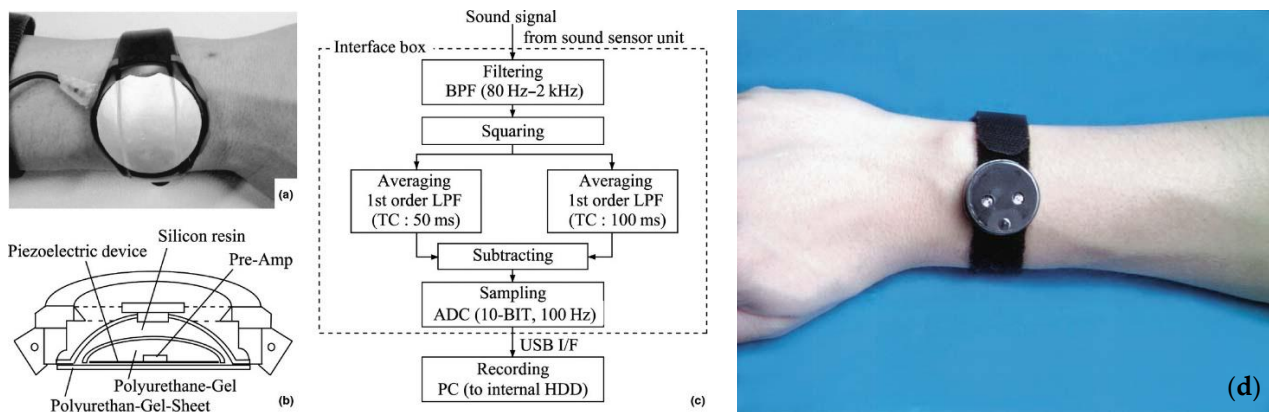 (a)
Silicon resin
Piezoelectric device
Pre-Amp
Polyurethane-Gel
Polyurethan-Gel-Sheet
(b)
Sound signal
from sound sensor unit
Interface box
Filtering
BPF (80 Hz–2 kHz)
Squaring
Averaging
1st order LPF
(TC : 50 ms)
Averaging
1st order LPF
(TC : 100 ms)
Subtracting
Sampling
ADC (10-BIT, 100 Hz)
USB I/F
Recording
PC (to internal HDD)
(c)
(d)